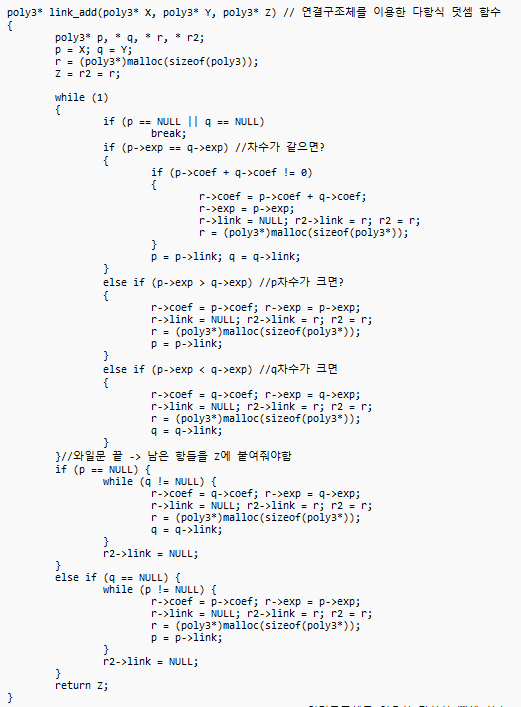 poly3* link_add(poly3* X, poly3* Y, poly3* Z) // 연결구조체를 이용한 다항식 덧셈 함수
{
poly3* p, * q, * r, * r2;
p = X; q = Y;
r = (poly3*)malloc(sizeof(poly3));
Z = r2 = r;
while (1)
{
if (p == NULL || q == NULL)
break;
if (p->exp == q->exp) //차수가 같으면?
{
if (p->coef + q->coef != 0)
{
r->coef = p->coef + q->coef;
r->exp = p->exp;
r->link = NULL; r2->link = r; r2 = r;
r = (poly3*)malloc(sizeof(poly3*));
}
p = p->link; q = q->link;
}
else if (p->exp > q->exp) //p차수가 크면?
{
r->coef = p->coef; r->exp = p->exp;
r->link = NULL; r2->link = r; r2 = r;
r = (poly3*)malloc(sizeof(poly3*));
p = p->link;
}
else if (p->exp < q->exp) //q차수가 크면
{
r->coef = q->coef; r->exp = q->exp;
r->link = NULL; r2->link = r; r2 = r;
r = (poly3*)malloc(sizeof(poly3*));
q = q->link;
}
}//와일문 끝 -> 남은 항들을 Z에 붙여줘야함
if (p == NULL) {
while (q != NULL) {
r->coef = q->coef; r->exp = q->exp;
r->link = NULL; r2->link = r; r2 = r;
r = (poly3*)malloc(sizeof(poly3*));
q = q->link;
}
r2->link = NULL;
}
else if (q == NULL) {
while (p != NULL) {
r->coef = p->coef; r->exp = p->exp;
r->link = NULL; r2->link = r; r2 = r;
r = (poly3*)malloc(sizeof(poly3*));
p = p->link;
}
r2->link = NULL;
}
return Z;
}